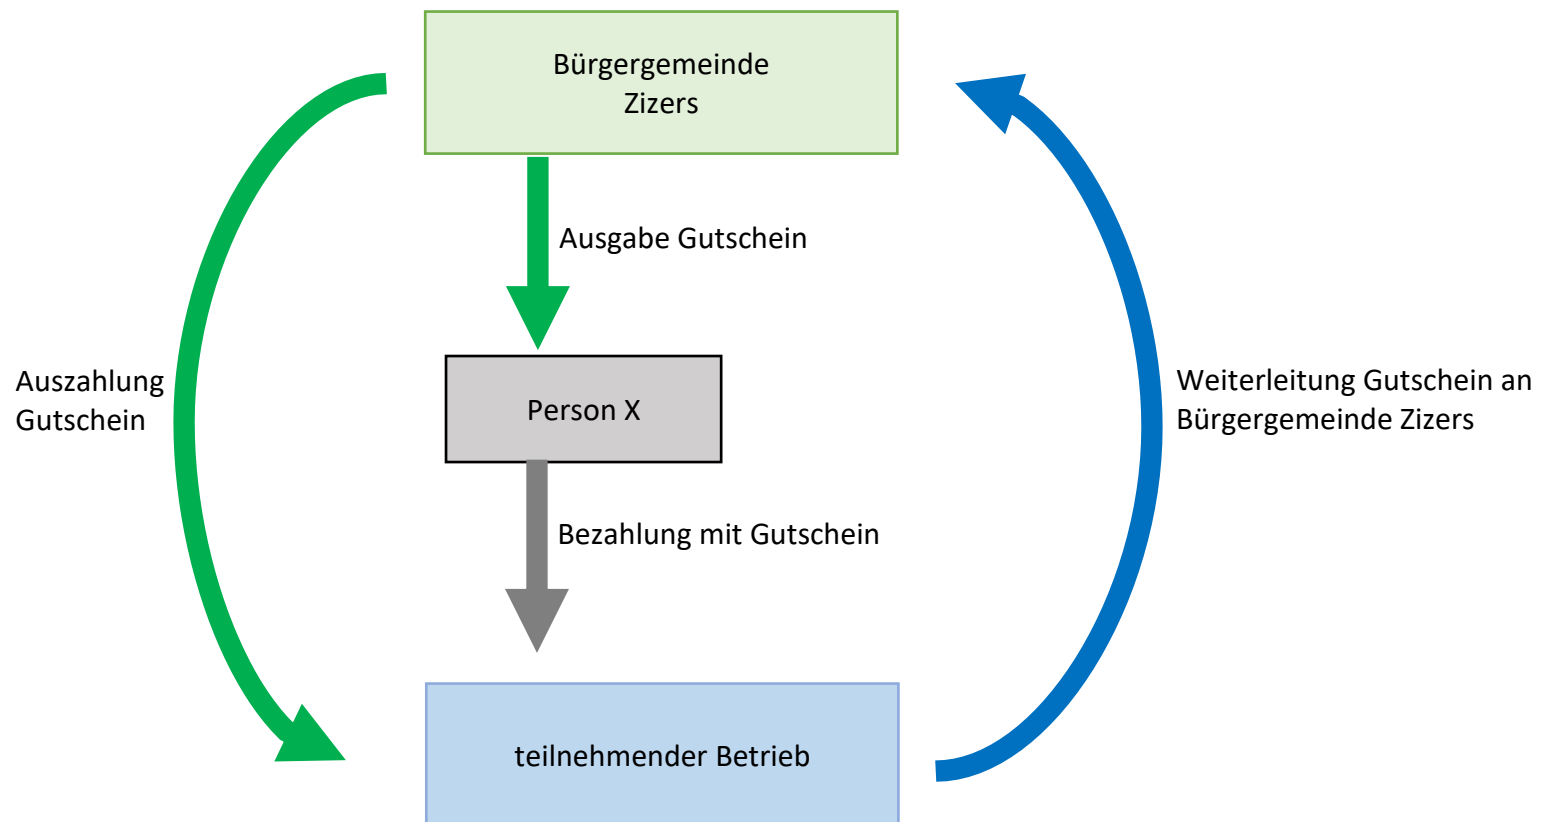 Bürgergemeinde
Zizers
Ausgabe Gutschein
Auszahlung
Gutschein
Person X
Weiterleitung Gutschein an
Bürgergemeinde Zizers
Bezahlung mit Gutschein
teilnehmender Betrieb